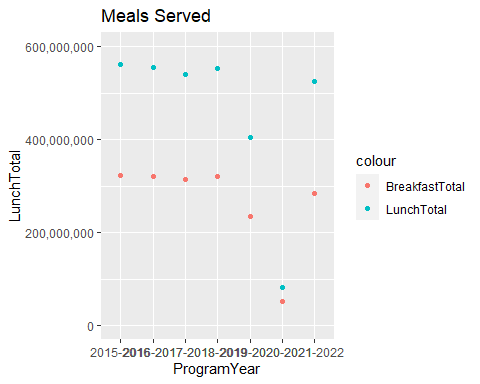 Meals Served
600,000,000
400,000,000
200,000,000
0
LunchTotal
2015-2016-2017-2018-2019-2020-2021-2022
ProgramYear
colour
BreakfastTotal
LunchTotal